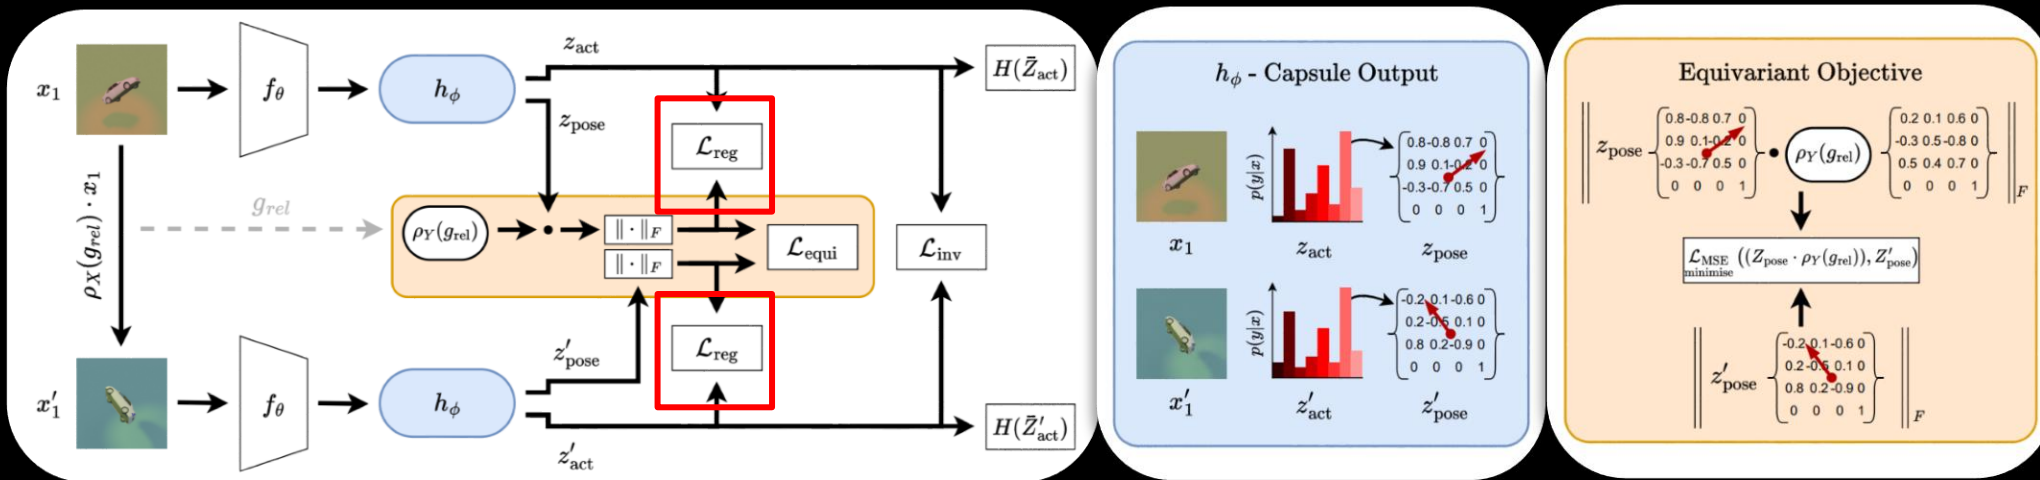 x₁
f_θ
h_ϕ
z_act
z_pose
H(Z̄_act)
L_reg
ρ_X(g_rel) · x₁
g_rel
ρ_Y(g_rel)
‖ · ‖_F
‖ · ‖_F
L_equi
L_inv
L_reg
x′₁
f_θ
h_ϕ
z′_pose
z′_act
H(Z̄′_act)
h_ϕ - Capsule Output
p(y|x)
0.8 -0.8 0.7 0
0.9 0.1 -0.2 0
-0.3 -0.7 0.5 0
0 0 0 1
x₁ z_act z_pose
p(y|x)
-0.2 0.1 -0.6 0
0.2 -0.5 0.1 0
0.8 0.2 -0.9 0
0 0 0 1
x′₁ z′_act z′_pose
Equivariant Objective
z_pose
0.8 -0.8 0.7 0
0.9 0.1 -0.2 0
-0.3 -0.7 0.5 0
0 0 0 1
• ρ_Y(g_rel)
0.2 0.1 0.6 0
-0.3 0.5 -0.8 0
0.5 0.4 0.7 0
0 0 0 1
F
L_MSE ((Z_pose · ρ_Y(g_rel)), Z′_pose)
minimise
z′_pose
-0.2 0.1 -0.6 0
0.2 -0.5 0.1 0
0.8 0.2 -0.9 0
0 0 0 1
F